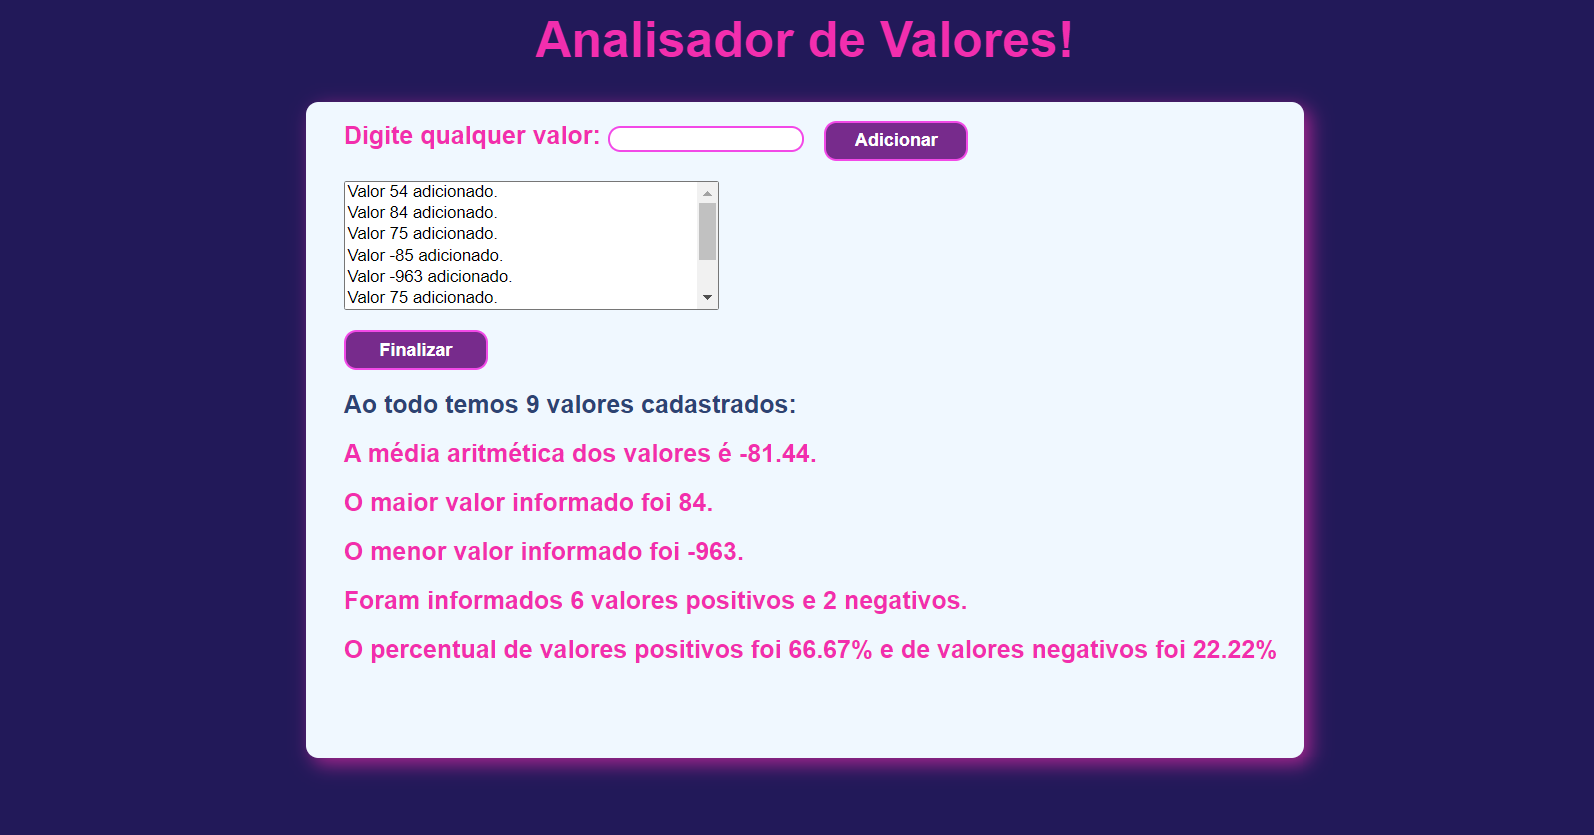 Analisador de Valores!
Digite qualquer valor: Adicionar
Valor 54 adicionado.
Valor 84 adicionado.
Valor 75 adicionado.
Valor -85 adicionado.
Valor -963 adicionado.
Valor 75 adicionado.
Finalizar
Ao todo temos 9 valores cadastrados:
A média aritmética dos valores é -81.44.
O maior valor informado foi 84.
O menor valor informado foi -963.
Foram informados 6 valores positivos e 2 negativos.
O percentual de valores positivos foi 66.67% e de valores negativos foi 22.22%